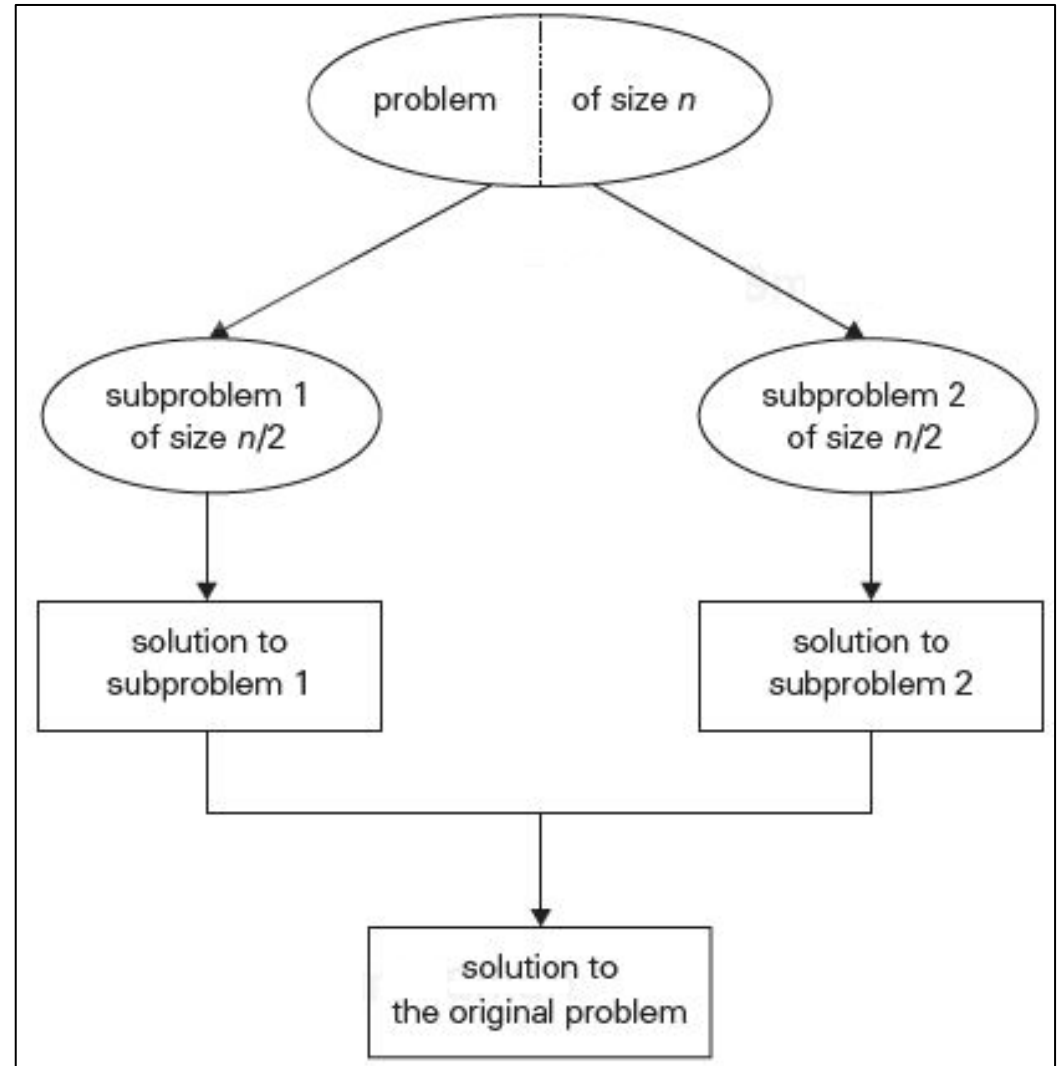 problem of size n
subproblem 1
of size n/2
subproblem 2
of size n/2
solution to
subproblem 1
solution to
subproblem 2
solution to
the original problem